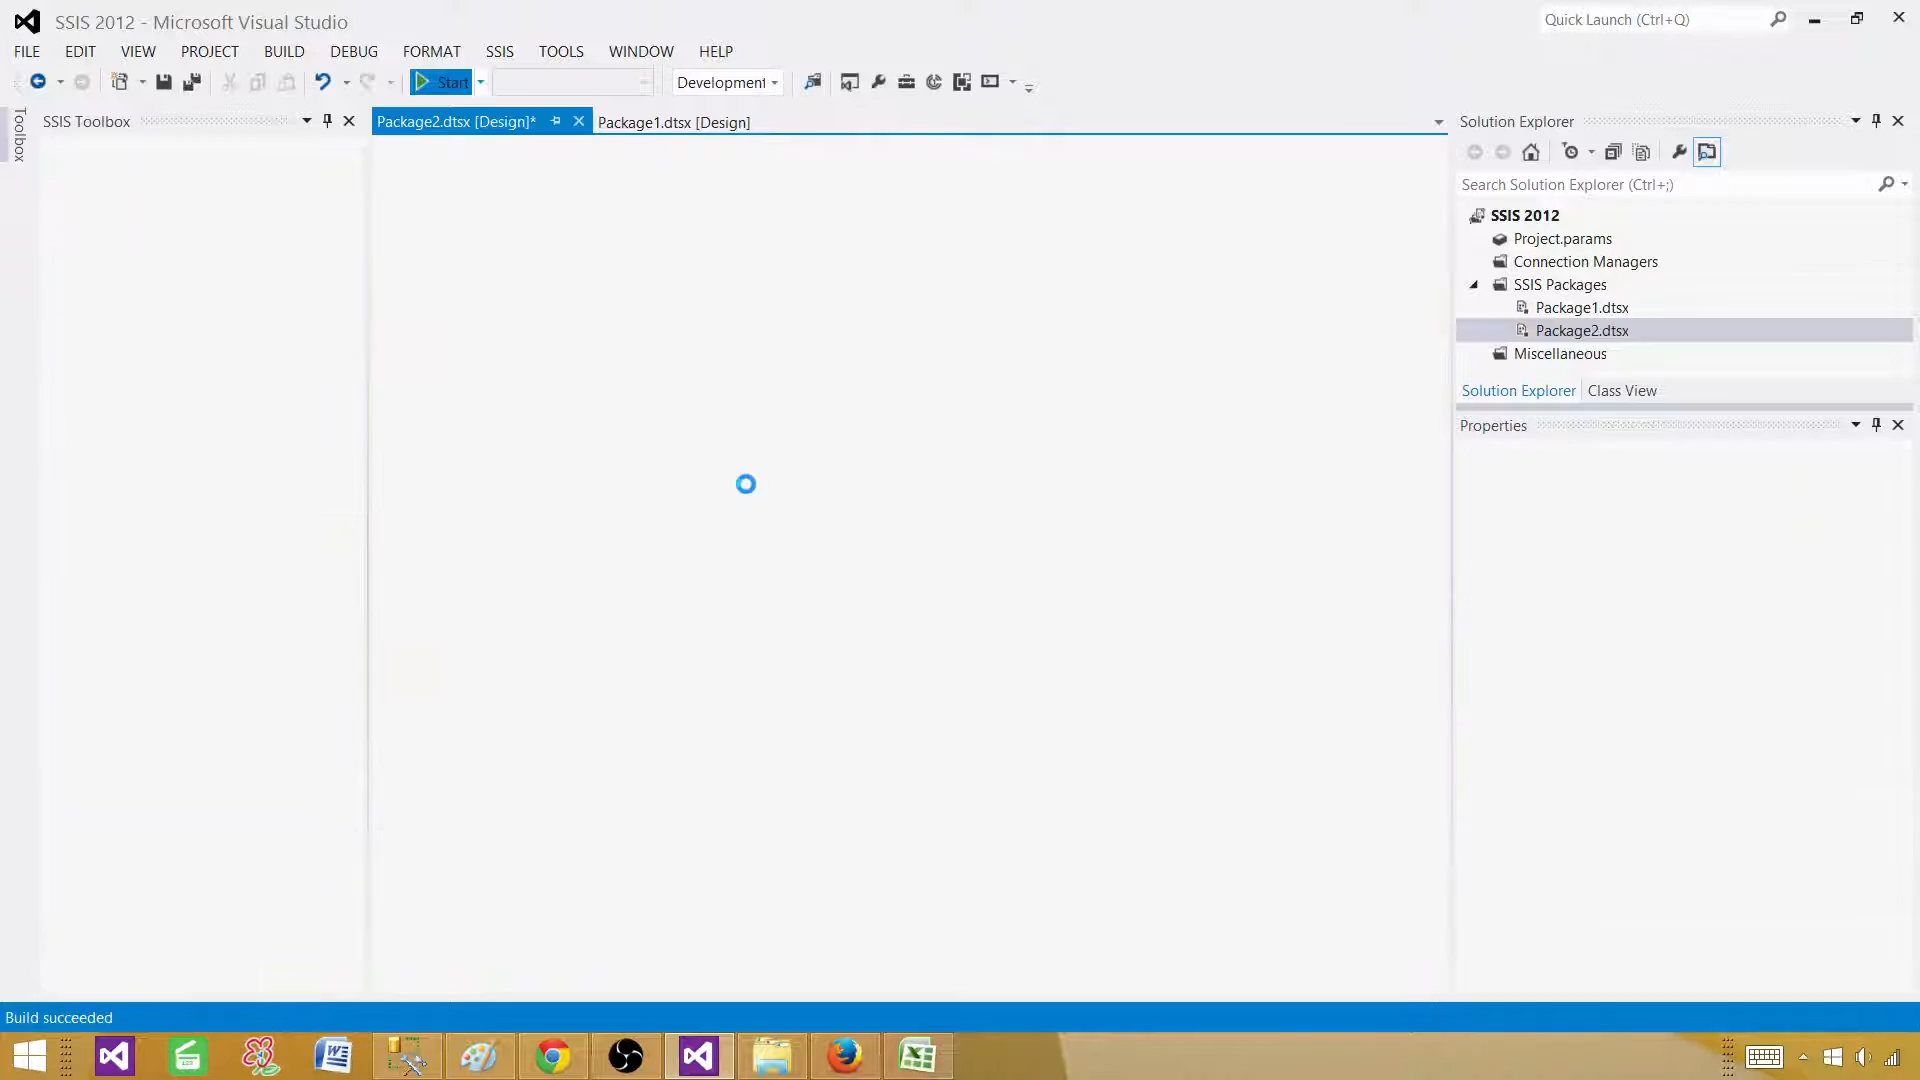 SSIS 2012 - Microsoft Visual Studio
Quick Launch (Ctrl+Q)
FILE EDIT VIEW PROJECT BUILD DEBUG FORMAT SSIS TOOLS WINDOW HELP
Start Development
Toolbox
SSIS Toolbox
Package2.dtsx [Design]* Package1.dtsx [Design]
Solution Explorer
Search Solution Explorer (Ctrl+;)
SSIS 2012
Project.params
Connection Managers
SSIS Packages
Package1.dtsx
Package2.dtsx
Miscellaneous
Solution Explorer Class View
Properties
Build succeeded